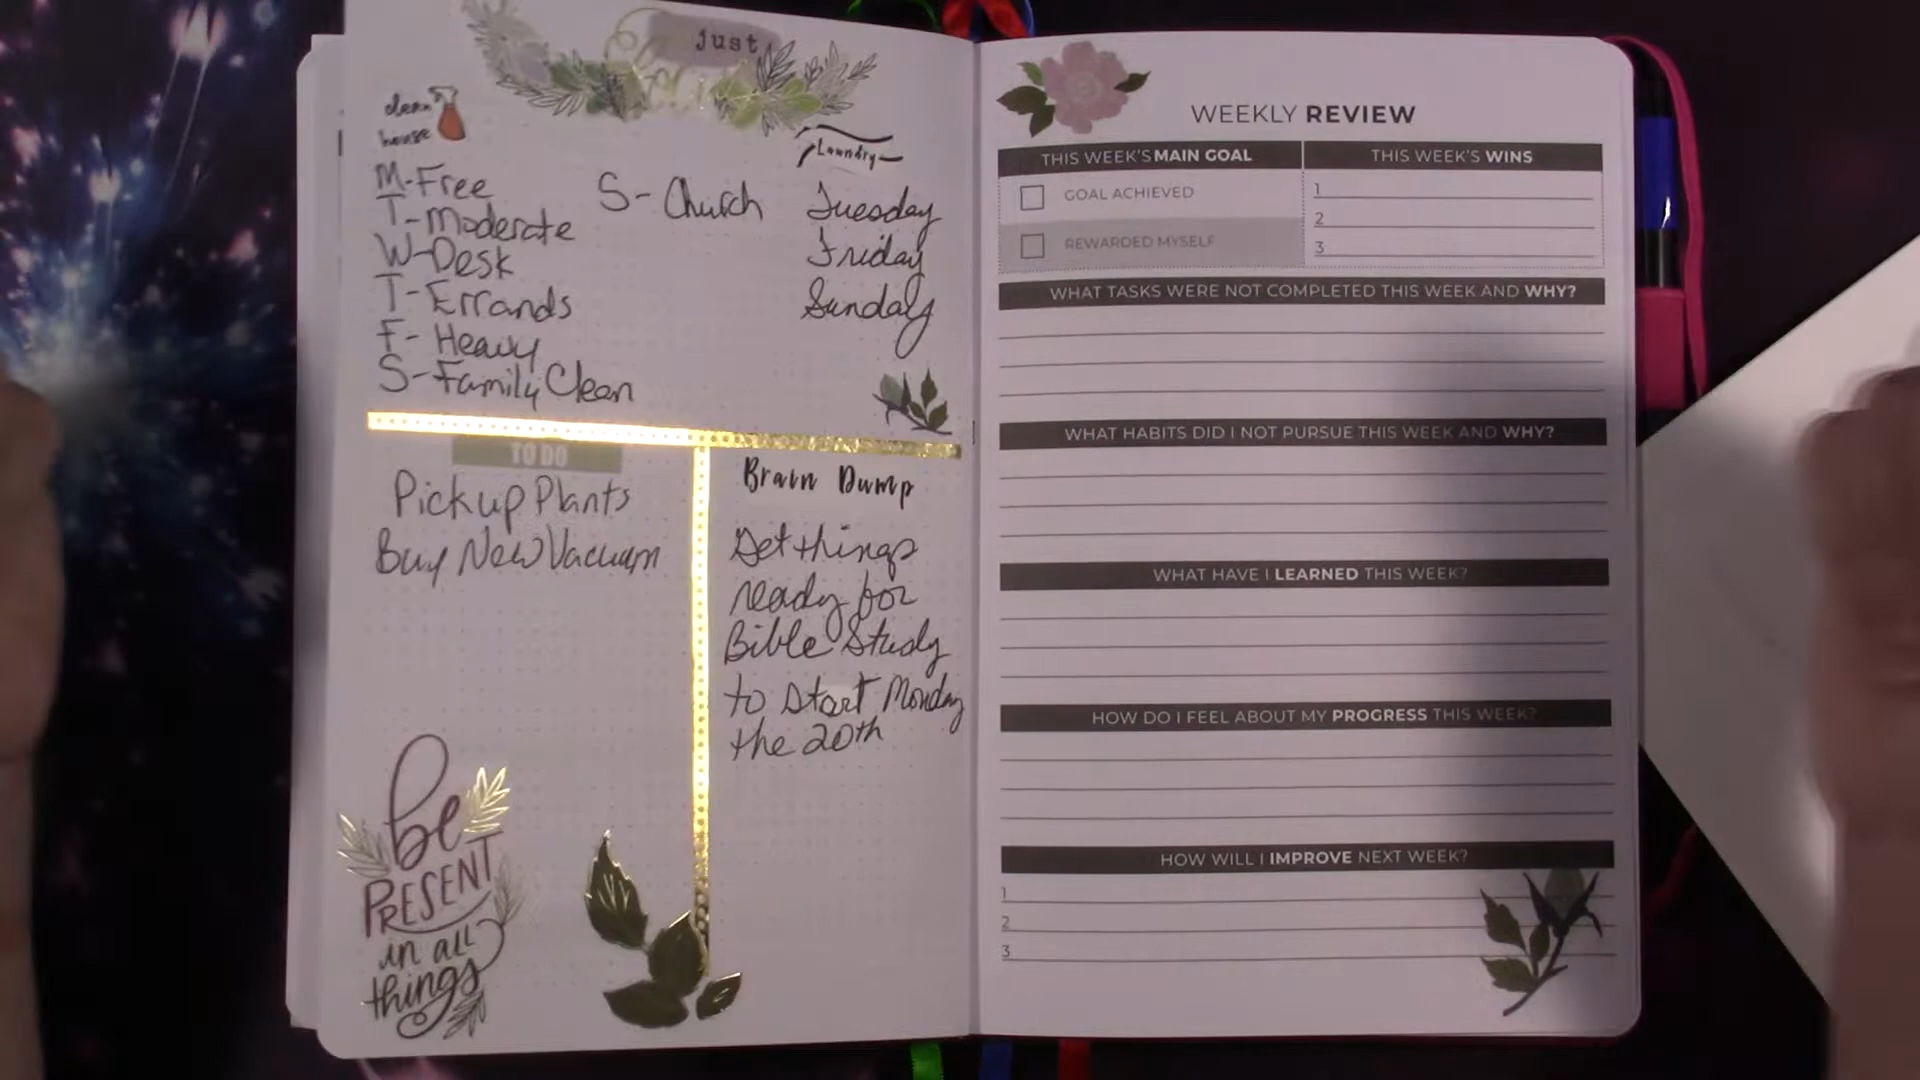 just
clean
house
M-Free
T-Moderate
W-Desk
T-Errands
F-Heavy
S-Family Clean
S-Church
Laundry
Tuesday
Friday
Sunday
TO DO
Pick up Plants
Buy New Vacuum
Brain Dump
Get things
ready for
Bible Study
to Start Monday
the 20th
be
PRESENT
in all
things
WEEKLY REVIEW
THIS WEEK'S MAIN GOAL
GOAL ACHIEVED
REWARDED MYSELF
THIS WEEK'S WINS
1
2
3
WHAT TASKS WERE NOT COMPLETED THIS WEEK AND WHY?
WHAT HABITS DID I NOT PURSUE THIS WEEK AND WHY?
WHAT HAVE I LEARNED THIS WEEK?
HOW DO I FEEL ABOUT MY PROGRESS THIS WEEK?
HOW WILL I IMPROVE NEXT WEEK?
1
2
3